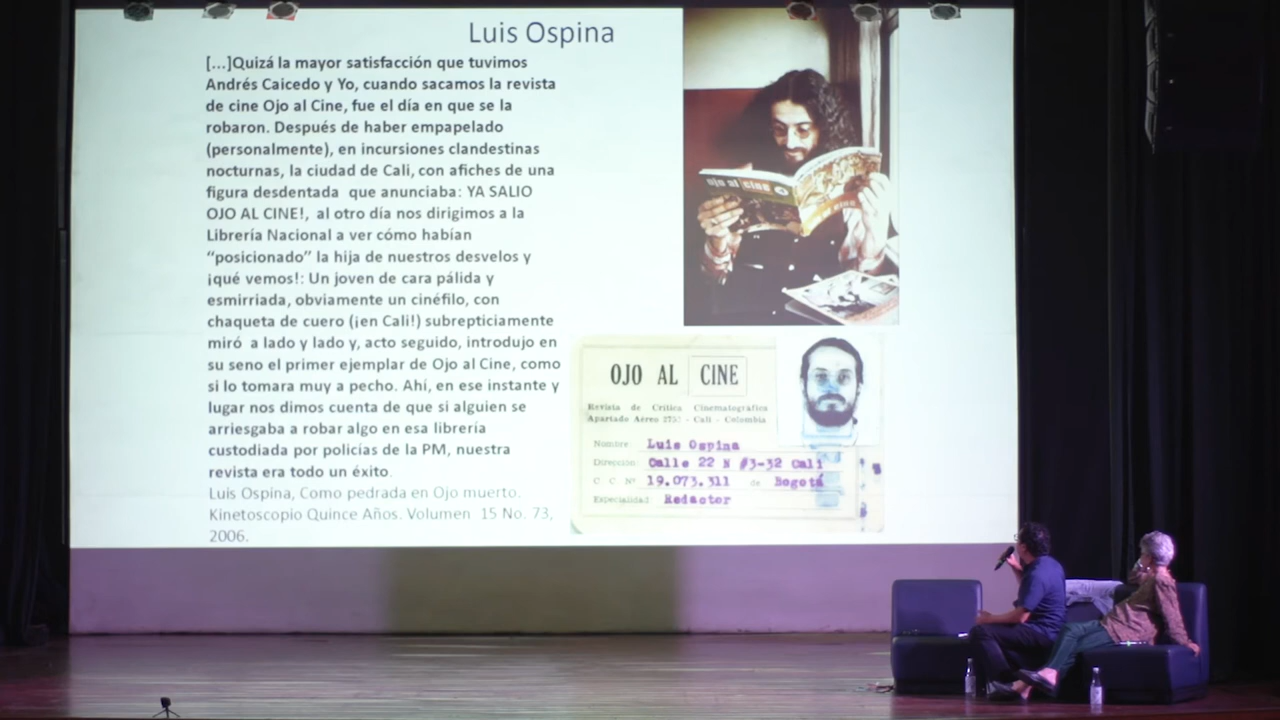 Luis Ospina
[...]Quizá la mayor satisfacción que tuvimos
Andrés Caicedo y Yo, cuando sacamos la revista
de cine Ojo al Cine, fue el día en que se la
robaron. Después de haber empapelado
(personalmente), en incursiones clandestinas
nocturnas, la ciudad de Cali, con afiches de una
figura desdentada que anunciaba: YA SALIO
OJO AL CINE!, al otro día nos dirigimos a la
Librería Nacional a ver cómo habían
“posicionado” la hija de nuestros desvelos y
¡qué vemos!: Un joven de cara pálida y
esmirriada, obviamente un cinéfilo, con
chaqueta de cuero (¡en Cali!) subrepticiamente
miró a lado y lado y, acto seguido, introdujo en
su seno el primer ejemplar de Ojo al Cine, como
si lo tomara muy a pecho. Ahí, en ese instante y
lugar nos dimos cuenta de que si alguien se
arriesgaba a robar algo en esa librería
custodiada por policías de la PM, nuestra
revista era todo un éxito.
Luis Ospina, Como pedrada en Ojo muerto.
Kinetoscopio Quince Años. Volumen 15 No. 73,
2006.
ojo al cine
OJO AL CINE
Revista de Crítica Cinematográfica
Apartado Aéreo - Cali - Colombia
Nombre: Luis Ospina
Dirección: Calle 22 N #3-32 Cali
C C Nº 19.073.311 de Bogotá
Especialidad: Redactor